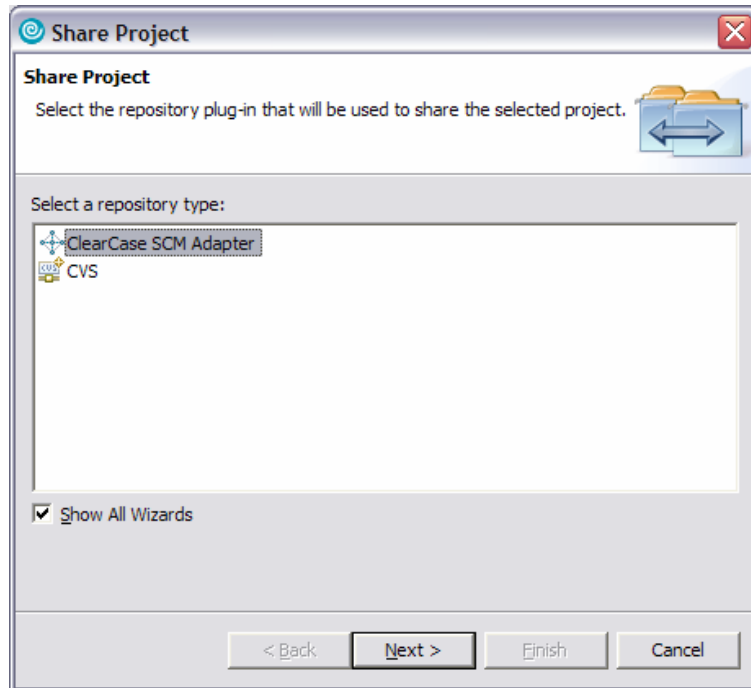 Share Project
Share Project
Select the repository plug-in that will be used to share the selected project.
Select a repository type:
ClearCase SCM Adapter
CVS CVS
Show All Wizards
< Back Next > Finish Cancel